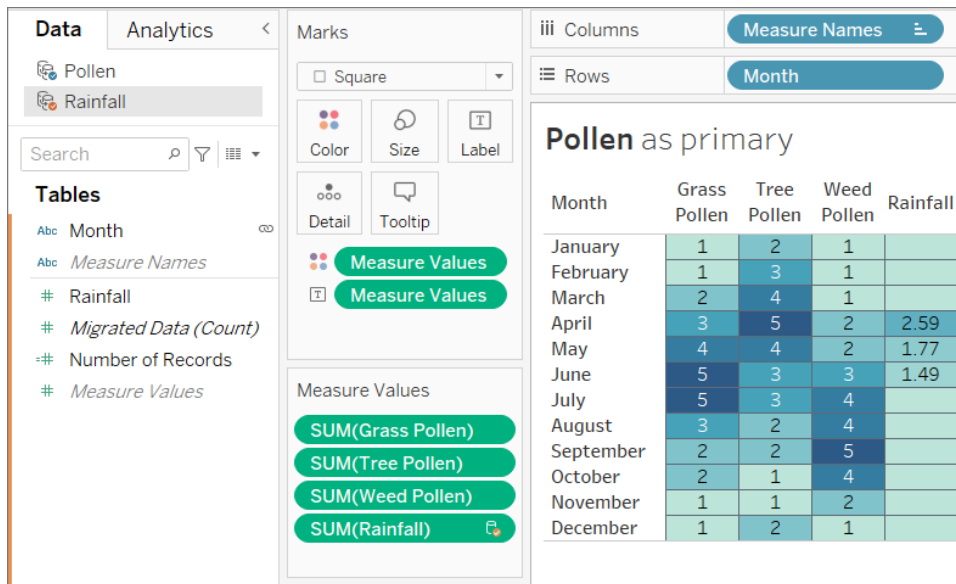 Data Analytics
Pollen
Rainfall
Search
Tables
Abc Month
Abc Measure Names
# Rainfall
# Migrated Data (Count)
=# Number of Records
# Measure Values
Marks
Square
Color Size Label
Detail Tooltip
Measure Values
Measure Values
Measure Values
SUM(Grass Pollen)
SUM(Tree Pollen)
SUM(Weed Pollen)
SUM(Rainfall)
Columns Measure Names
Rows Month
Pollen as primary
Month Grass Pollen Tree Pollen Weed Pollen Rainfall
January 1 2 1
February 1 3 1
March 2 4 1
April 3 5 2 2.59
May 4 4 2 1.77
June 5 3 3 1.49
July 5 3 4
August 3 2 4
September 2 2 5
October 2 1 4
November 1 1 2
December 1 2 1